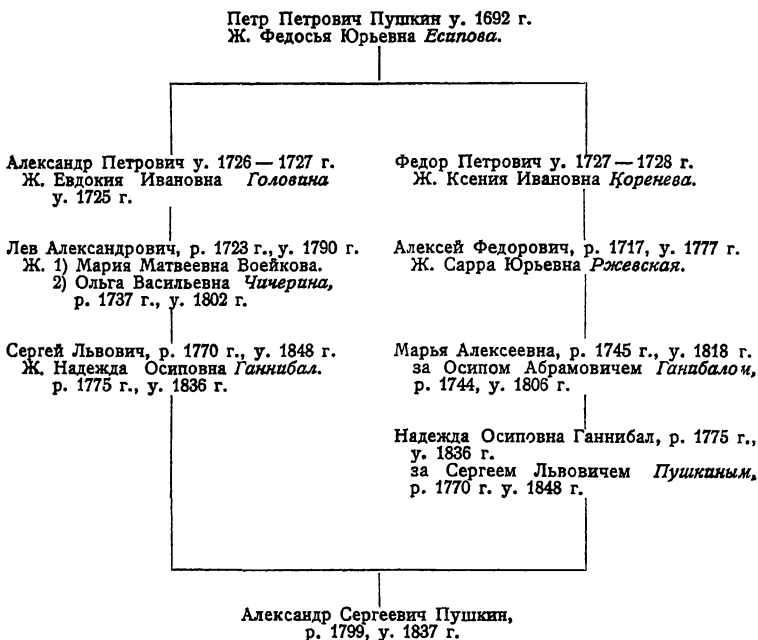 Петр Петрович Пушкин у. 1692 г.
Ж. Федосья Юрьевна Есипова.
Александр Петрович у. 1726 — 1727 г.
Ж. Евдокия Ивановна Головина
у. 1725 г.
Лев Александрович, р. 1723 г., у. 1790 г.
Ж. 1) Мария Матвеевна Воейкова.
2) Ольга Васильевна Чичерина,
р. 1737 г., у. 1802 г.
Сергей Львович, р. 1770 г., у. 1848 г.
Ж. Надежда Осиповна Ганнибал.
р. 1775 г., у. 1836 г.
Федор Петрович у. 1727 — 1728 г.
Ж. Ксения Ивановна Коренева.
Алексей Федорович, р. 1717, у. 1777 г.
Ж. Сарра Юрьевна Ржевская.
Марья Алексеевна, р. 1745 г., у. 1818 г.
за Осипом Абрамовичем Ганибалом,
р. 1744, у. 1806 г.
Надежда Осиповна Ганнибал, р. 1775 г.,
у. 1836 г.
за Сергеем Львовичем Пушкиным,
р. 1770 г. у. 1848 г.
Александр Сергеевич Пушкин,
р. 1799, у. 1837 г.